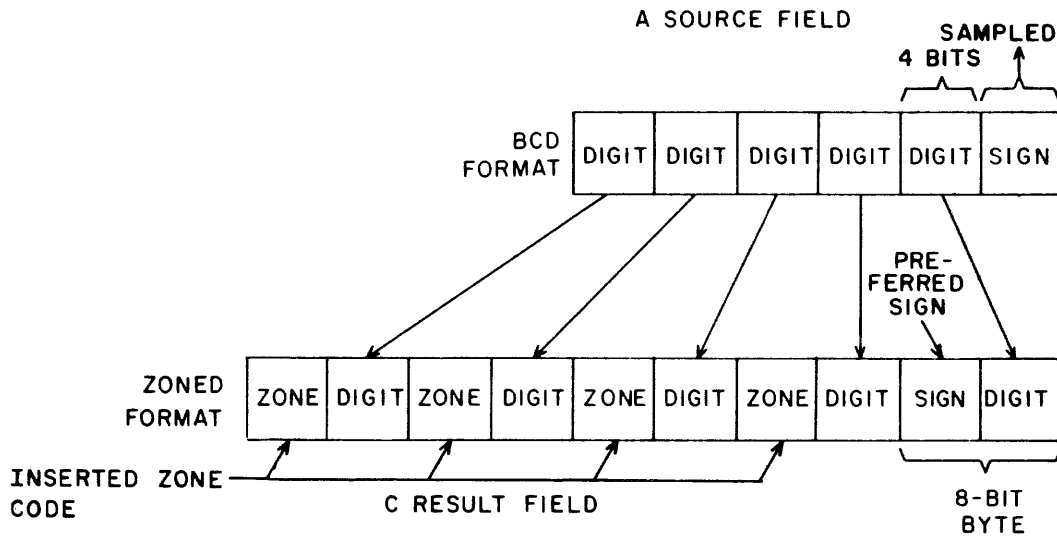 A SOURCE FIELD
SAMPLED
4 BITS
BCD
FORMAT
DIGIT DIGIT DIGIT DIGIT DIGIT SIGN
PRE-
FERRED
SIGN
ZONED
FORMAT
ZONE DIGIT ZONE DIGIT ZONE DIGIT ZONE DIGIT SIGN DIGIT
INSERTED ZONE
CODE
C RESULT FIELD
8-BIT
BYTE